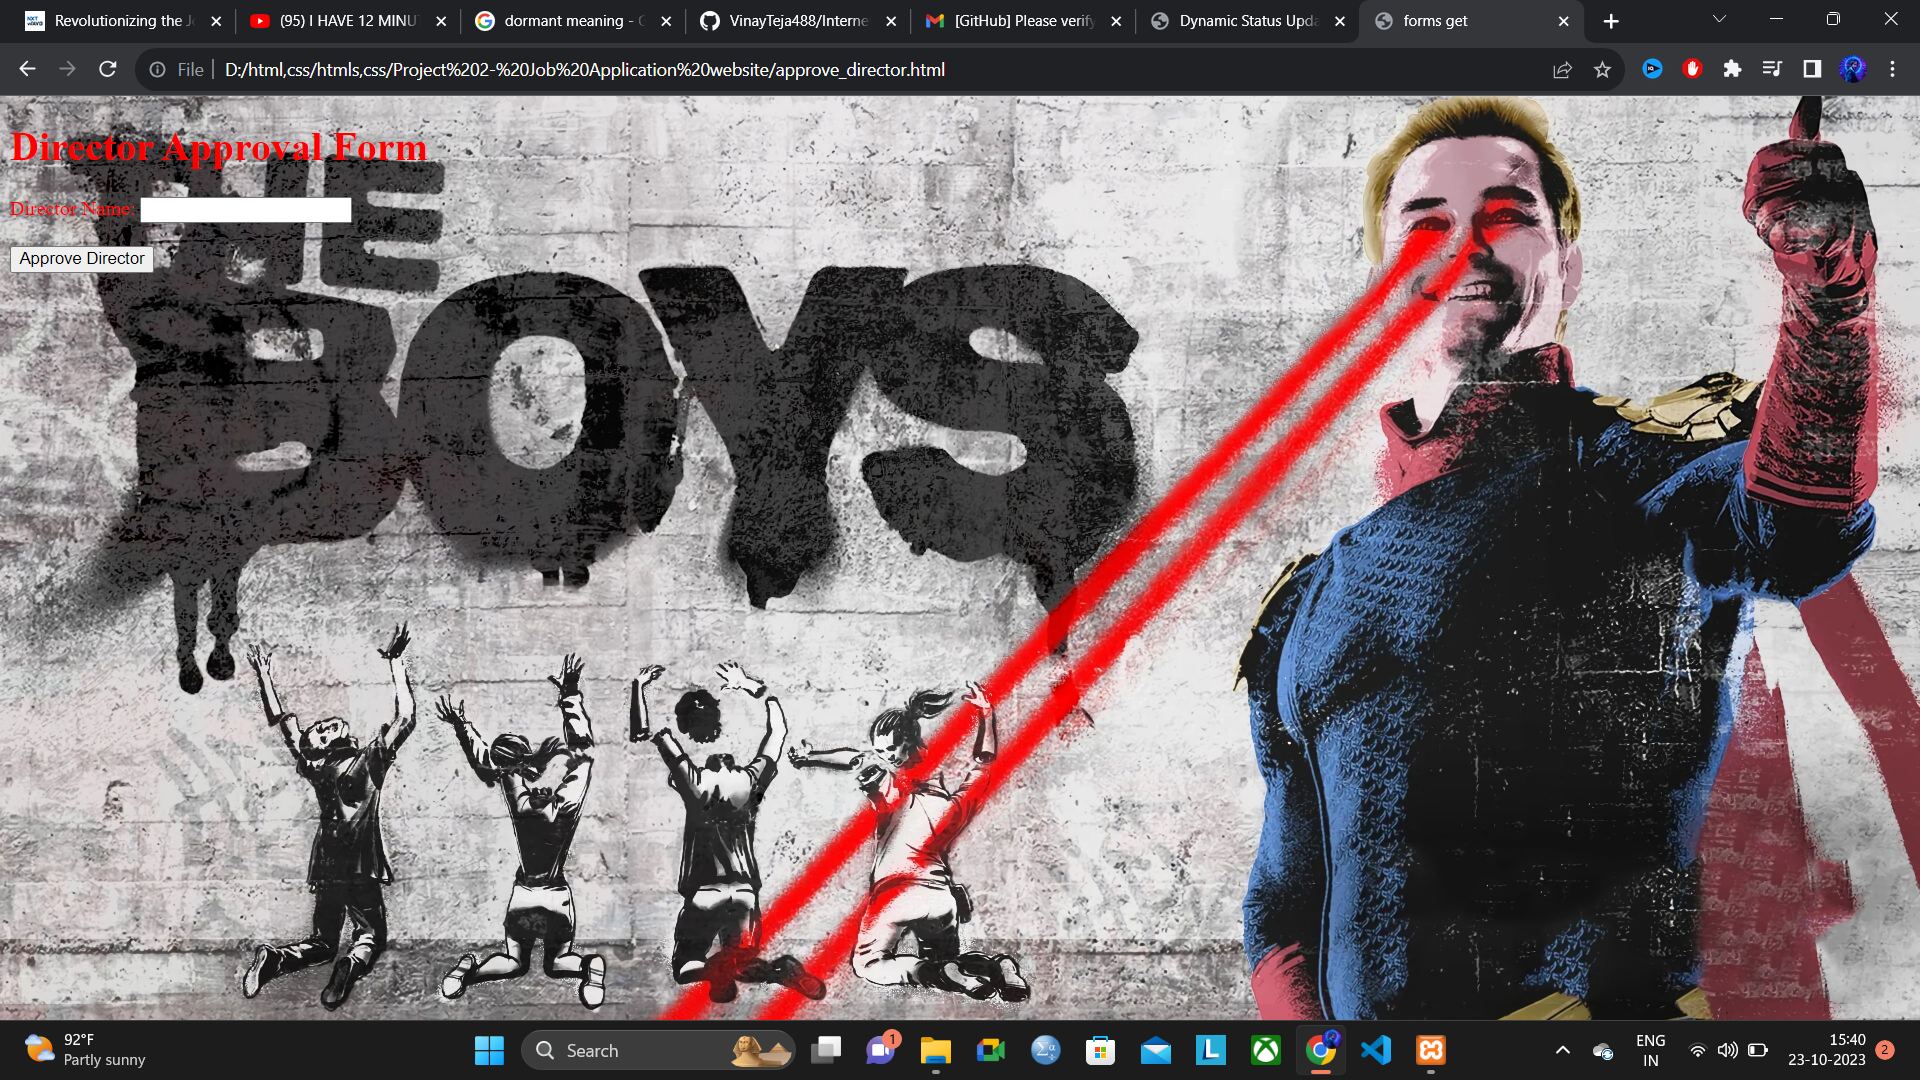 Revolutionizing the J
(95) I HAVE 12 MINU
dormant meaning - G
VinayTeja488/Interne
[GitHub] Please verify
Dynamic Status Upda
forms get
File
D:/html,css/htmls,css/Project%202-%20Job%20Application%20website/approve_director.html
Director Approval Form
Director Name:
Approve Director
THE
BOYS
92°F
Partly sunny
Search
1
L
ENG
IN
15:40
23-10-2023
2